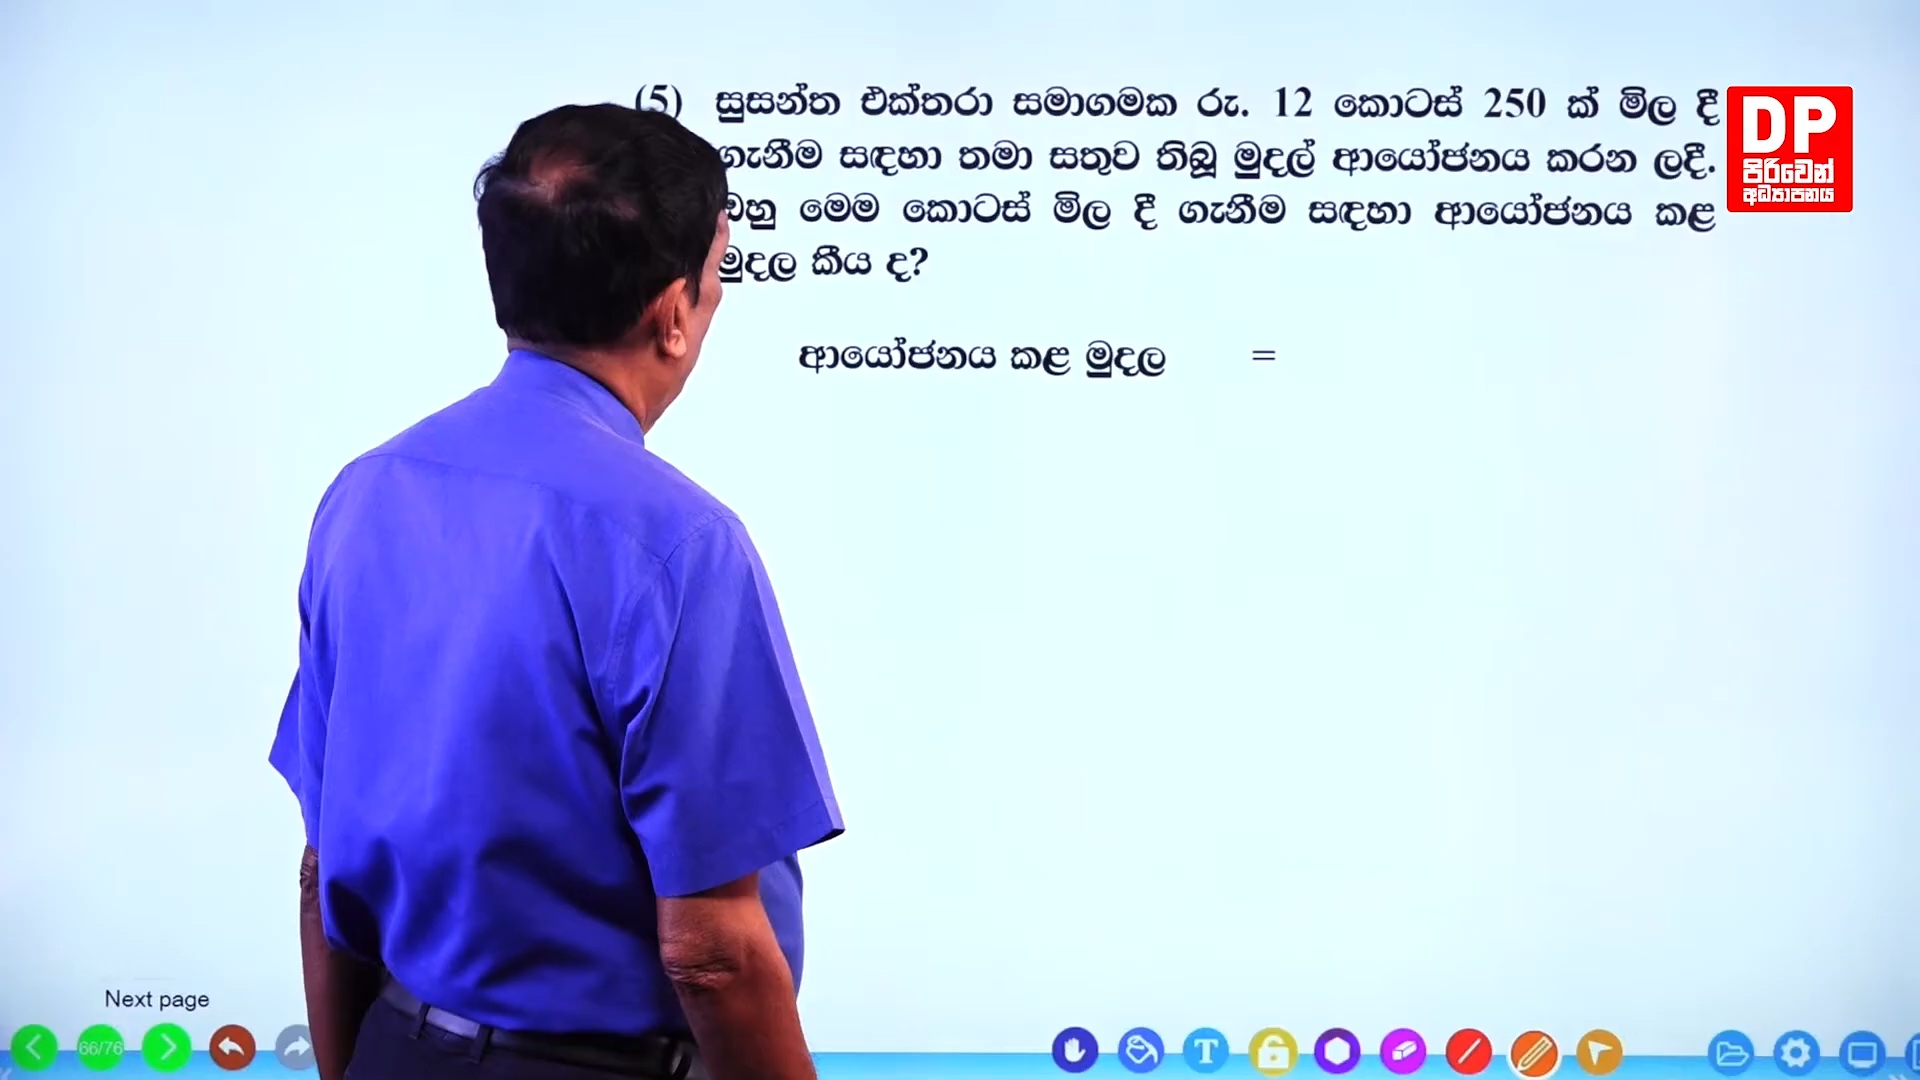 (5) සුසන්ත එක්තරා සමාගමක රු. 12 කොටස් 250 ක් මිල දී
ගැනීම සඳහා තමා සතුව තිබූ මුදල් ආයෝජනය කරන ලදී.
ඔහු මෙම කොටස් මිල දී ගැනීම සඳහා ආයෝජනය කළ
මුදල කීය ද?
ආයෝජනය කළ මුදල =
DP
පිරිවෙන්
අධ්‍යාපනය
Next page
66/76
T